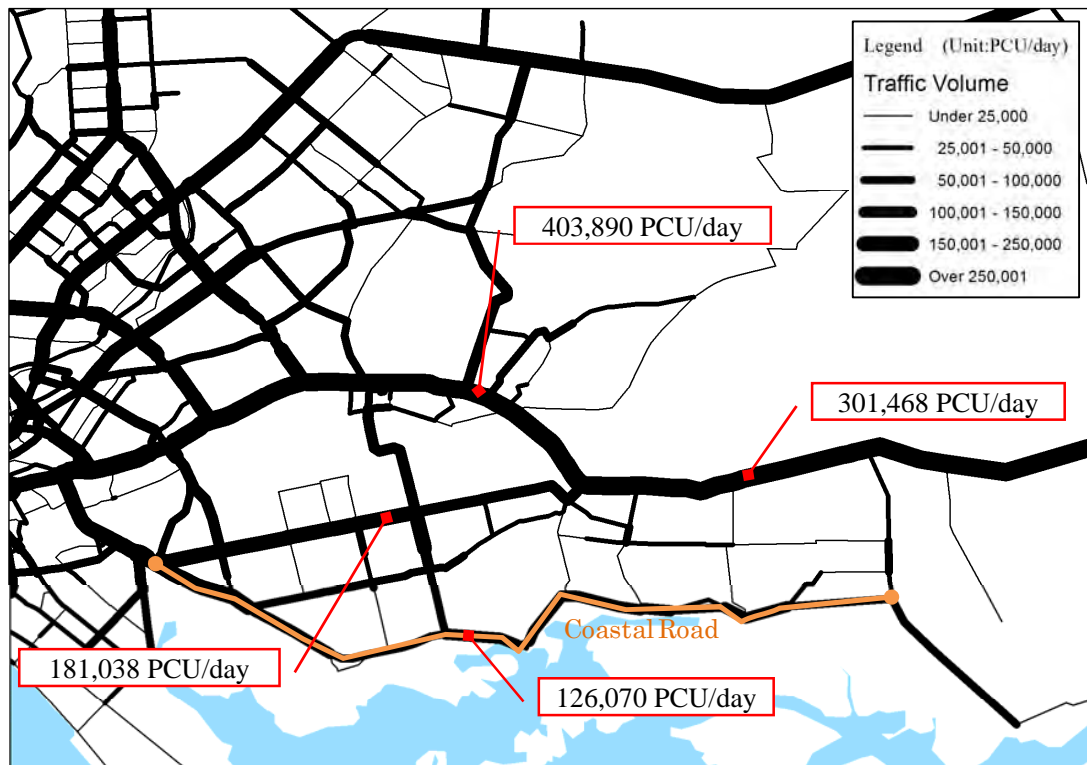 Legend (Unit:PCU/day)
Traffic Volume
Under 25,000
25,001 - 50,000
50,001 - 100,000
100,001 - 150,000
150,001 - 250,000
Over 250,001
403,890 PCU/day
301,468 PCU/day
Coastal Road
181,038 PCU/day
126,070 PCU/day